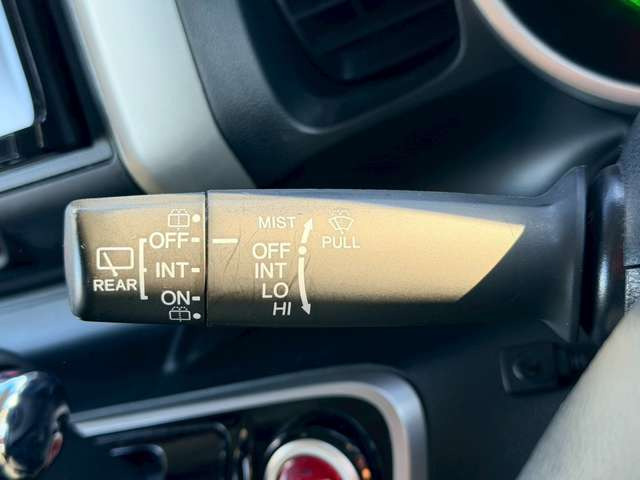 REAR
OFF
INT
ON
MIST
OFF
INT
LO
HI
PULL